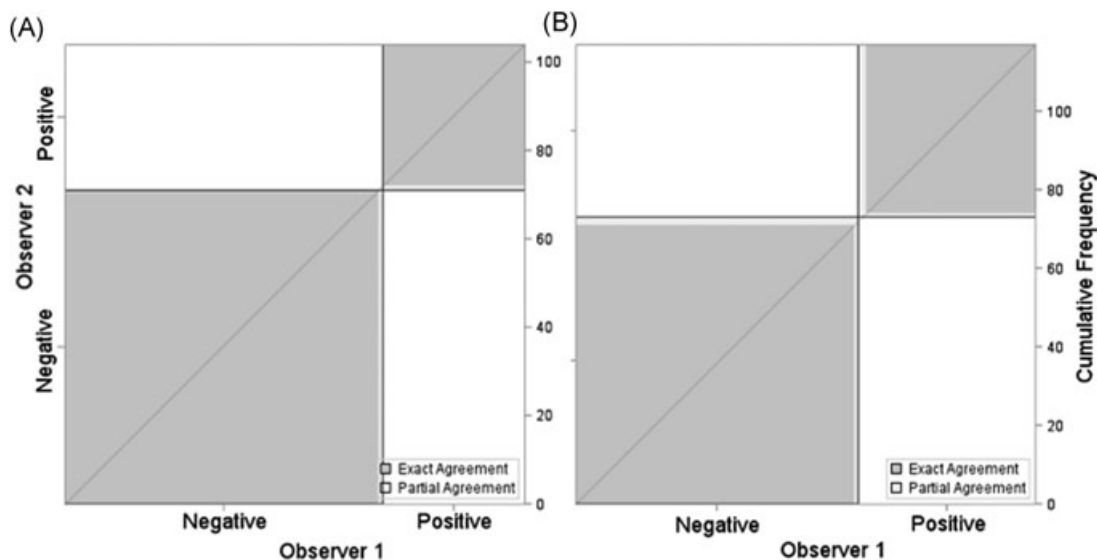 (A)
Positive
Observer 2
Negative
100
80
60
40
20
0
Exact Agreement
Partial Agreement
Negative
Positive
Observer 1
(B)
100
80
60
40
20
0
Cumulative Frequency
Exact Agreement
Partial Agreement
Negative
Positive
Observer 1